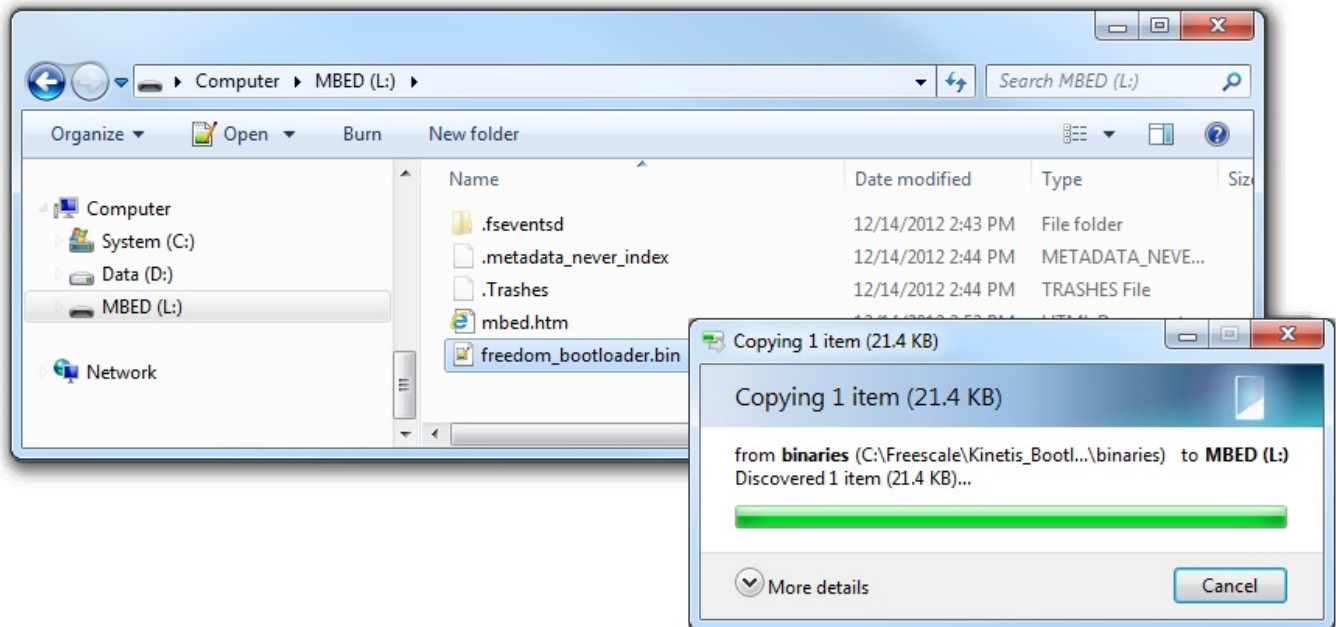 Computer MBED (L:) Search MBED (L:)
Organize Open Burn New folder
Name Date modified Type Size
Computer
System (C:)
Data (D:)
MBED (L:)
Network
.fseventsd 12/14/2012 2:43 PM File folder
.metadata_never_index 12/14/2012 2:44 PM METADATA_NEVE...
.Trashes 12/14/2012 2:44 PM TRASHES File
mbed.htm
freedom_bootloader.bin
Copying 1 item (21.4 KB)
Copying 1 item (21.4 KB)
from binaries (C:\Freescale\Kinetis_Bootl...\binaries) to MBED (L:)
Discovered 1 item (21.4 KB)...
More details Cancel